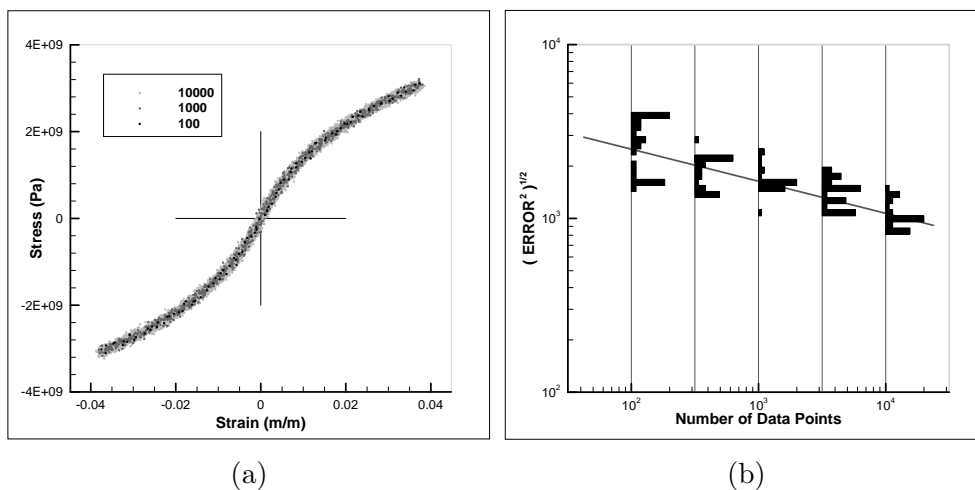 4E+09
2E+09
0
-2E+09
-4E+09
Stress (Pa)
10000
1000
100
-0.04
-0.02
0
0.02
0.04
Strain (m/m)
(a)
10⁴
10³
10²
( ERROR² )¹/²
10²
10³
10⁴
Number of Data Points
(b)